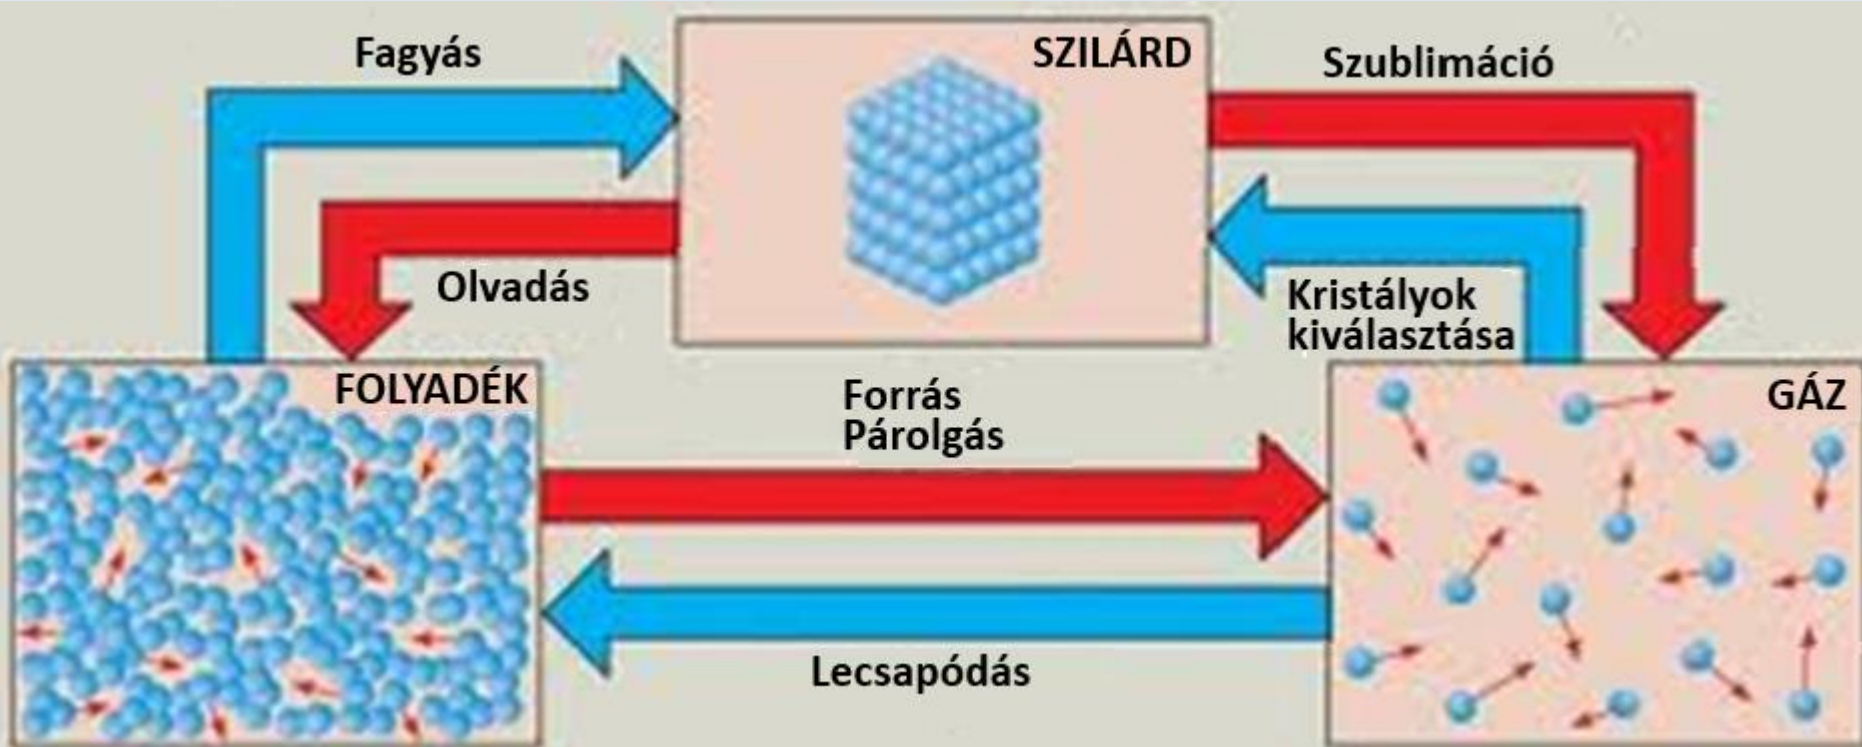 Fagyás
SZILÁRD
Szublimáció
Olvadás
Kristályok
kiválasztása
FOLYADÉK
Forrás
Párolgás
GÁZ
Lecsapódás